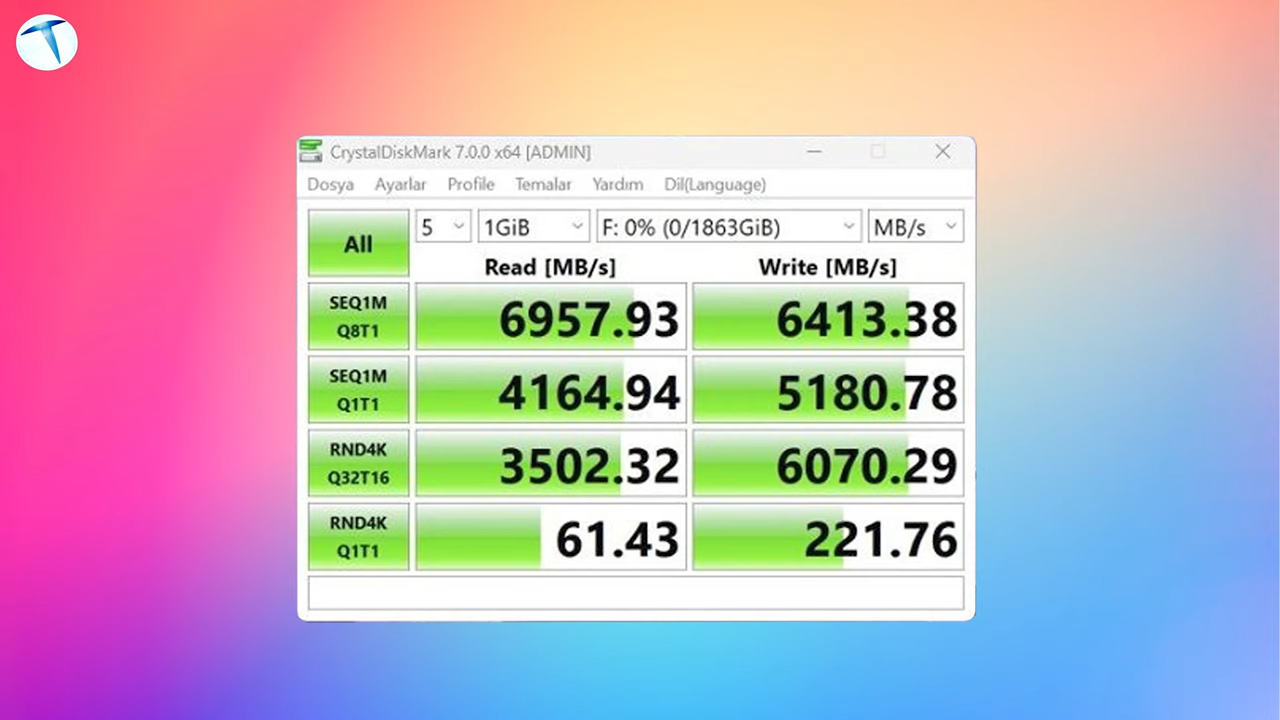 CrystalDiskMark 7.0.0 x64 [ADMIN]
Dosya Ayarlar Profile Temalar Yardım Dil(Language)
All 5 1GiB F: 0% (0/1863GiB) MB/s
Read [MB/s] Write [MB/s]
SEQ1M
Q8T1 6957.93 6413.38
SEQ1M
Q1T1 4164.94 5180.78
RND4K
Q32T16 3502.32 6070.29
RND4K
Q1T1 61.43 221.76